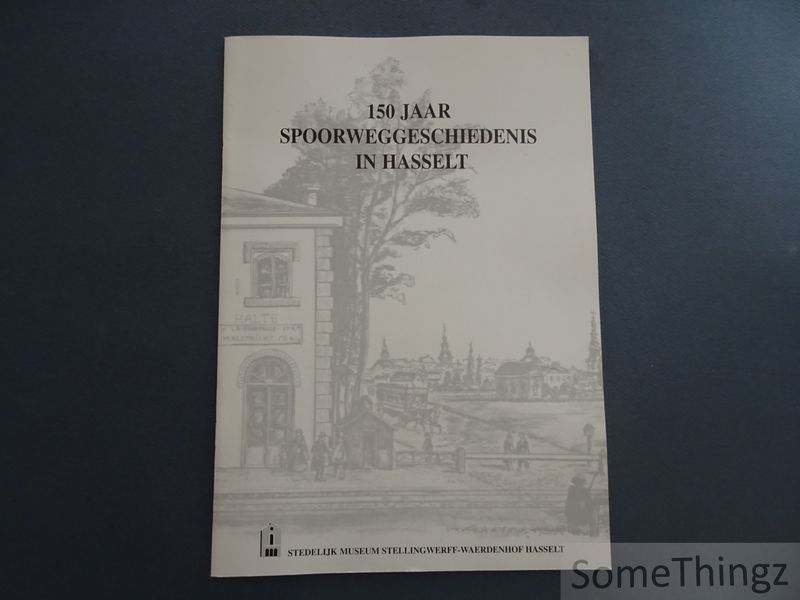 150 JAAR
SPOORWEGGESCHIEDENIS
IN HASSELT
HALTE
STEDELIJK MUSEUM STELLINGWERFF-WAERDENHOF HASSELT
SomeThingz